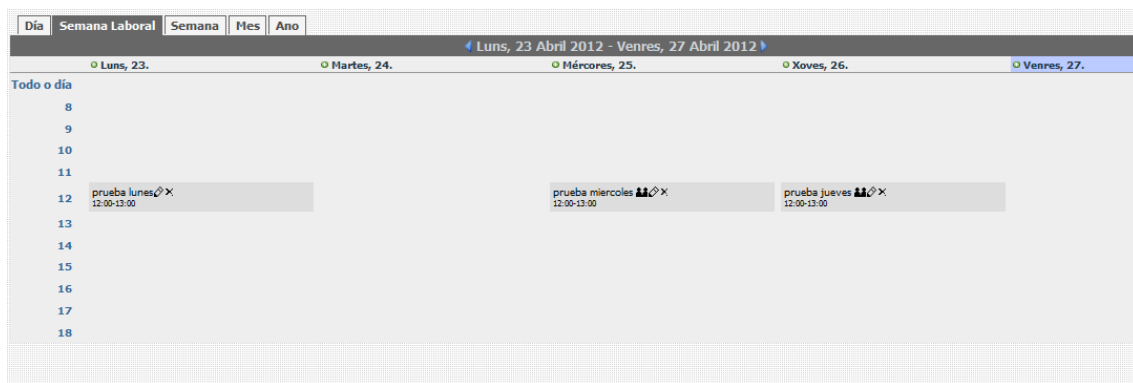 Día Semana Laboral Semana Mes Ano
Luns, 23 Abril 2012 - Venres, 27 Abril 2012
Luns, 23. Martes, 24. Mércores, 25. Xoves, 26. Venres, 27.
Todo o día
8
9
10
11
12
prueba lunes prueba miercoles prueba jueves
12:00-13:00 12:00-13:00 12:00-13:00
13
14
15
16
17
18